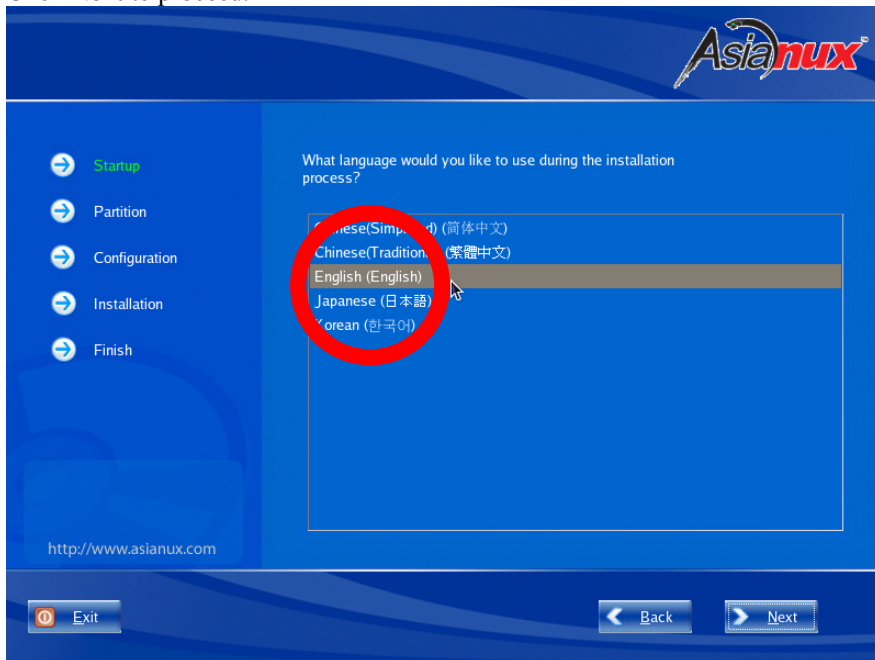 Asianux
Startup
Partition
Configuration
Installation
Finish
http://www.asianux.com
What language would you like to use during the installation
process?
(简体中文)
(繁體中文)
English (English)
Japanese (日本語)
(한국어)
Exit
Back
Next